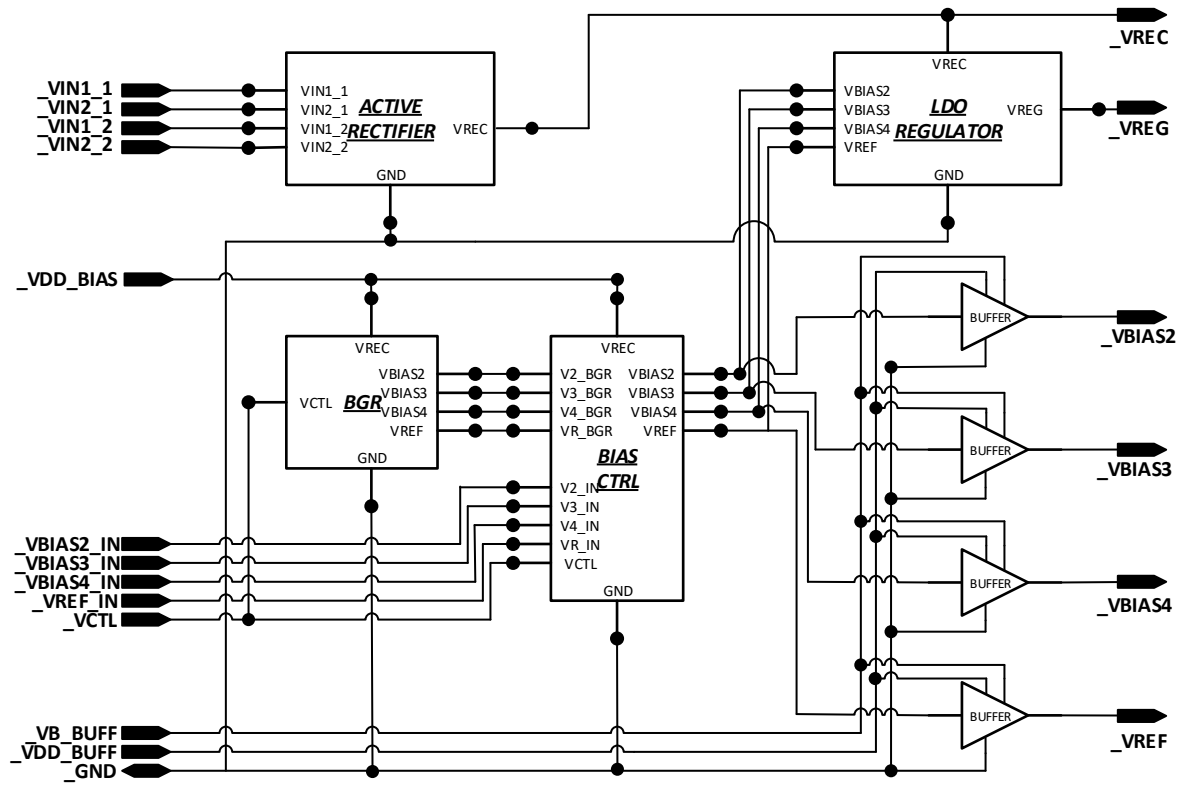 _VREC
_VIN1_1
_VIN2_1
_VIN1_2
_VIN2_2
VIN1_1
VIN2_1
VIN1_2
VIN2_2
ACTIVE
RECTIFIER
VREC
GND
VREC
VBIAS2
VBIAS3
VBIAS4
VREF
LDO
REGULATOR
VREG
GND
_VREG
_VDD_BIAS
VREC
VCTL
BGR
VBIAS2
VBIAS3
VBIAS4
VREF
GND
VREC
V2_BGR
V3_BGR
V4_BGR
VR_BGR
VBIAS2
VBIAS3
VBIAS4
VREF
BIAS
CTRL
V2_IN
V3_IN
V4_IN
VR_IN
VCTL
GND
BUFFER
_VBIAS2
BUFFER
_VBIAS3
BUFFER
_VBIAS4
BUFFER
_VREF
_VBIAS2_IN
_VBIAS3_IN
_VBIAS4_IN
_VREF_IN
_VCTL
_VB_BUFF
_VDD_BUFF
_GND